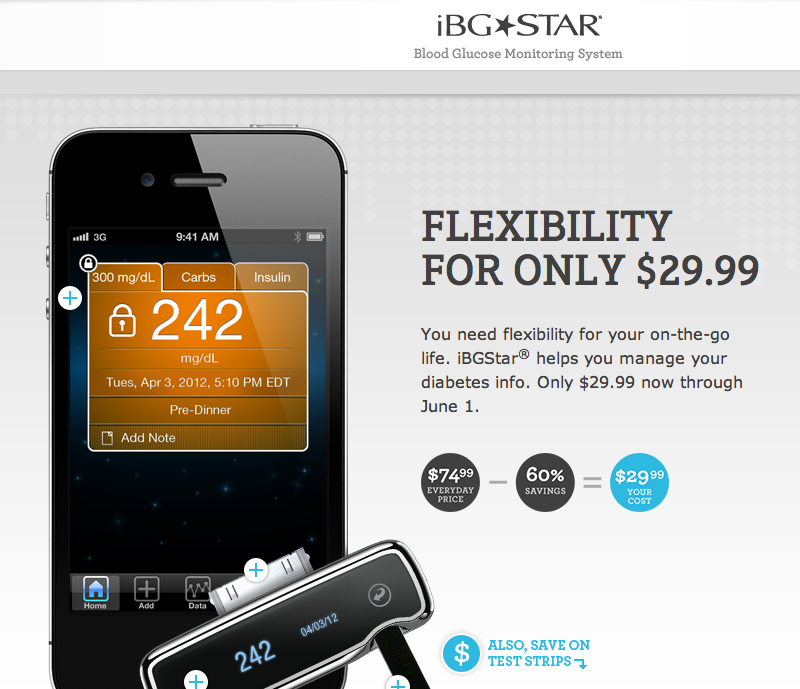 iBG★STAR®
Blood Glucose Monitoring System
3G 9:41 AM
300 mg/dL Carbs Insulin
242
mg/dL
Tues, Apr 3, 2012, 5:10 PM EDT
Pre-Dinner
Add Note
Home Add Data
242 04/03/12
FLEXIBILITY
FOR ONLY $29.99
You need flexibility for your on-the-go
life. iBGStar® helps you manage your
diabetes info. Only $29.99 now through
June 1.
$74⁹⁹ EVERYDAY PRICE – 60% SAVINGS = $29⁹⁹ YOUR COST
$ ALSO, SAVE ON
TEST STRIPS